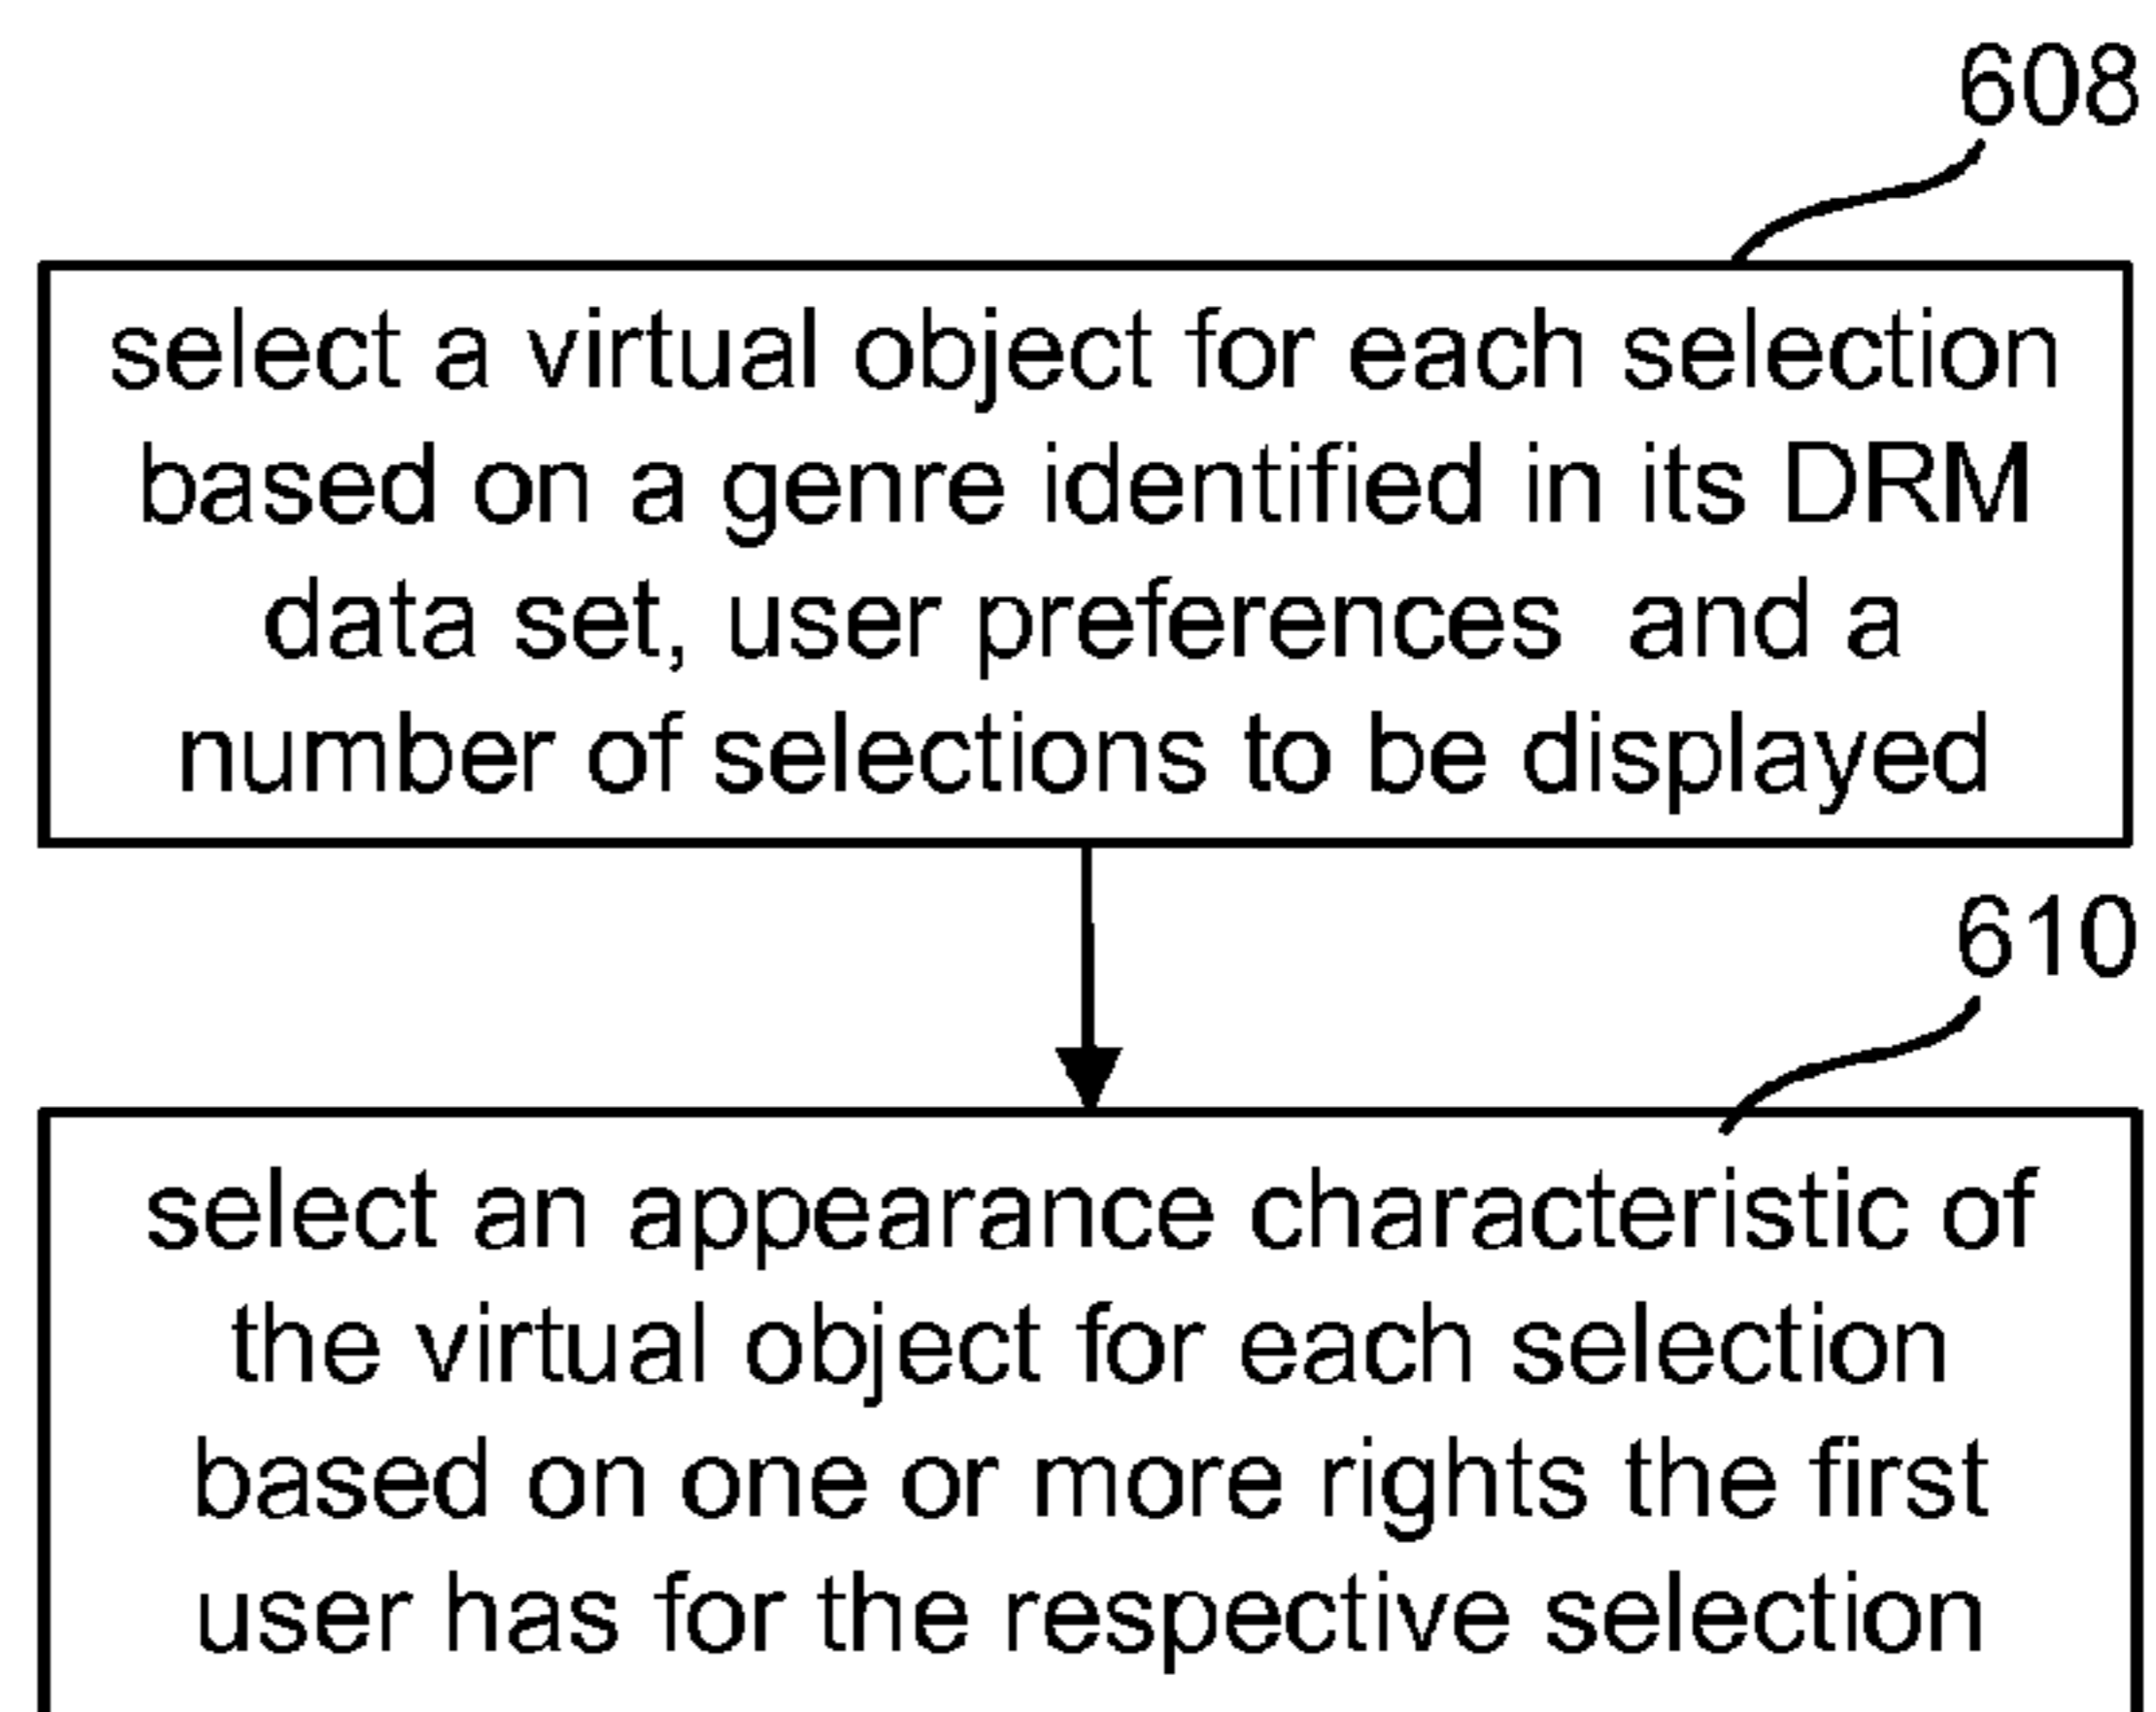 608
select a virtual object for each selection
based on a genre identified in its DRM
data set, user preferences and a
number of selections to be displayed
610
select an appearance characteristic of
the virtual object for each selection
based on one or more rights the first
user has for the respective selection